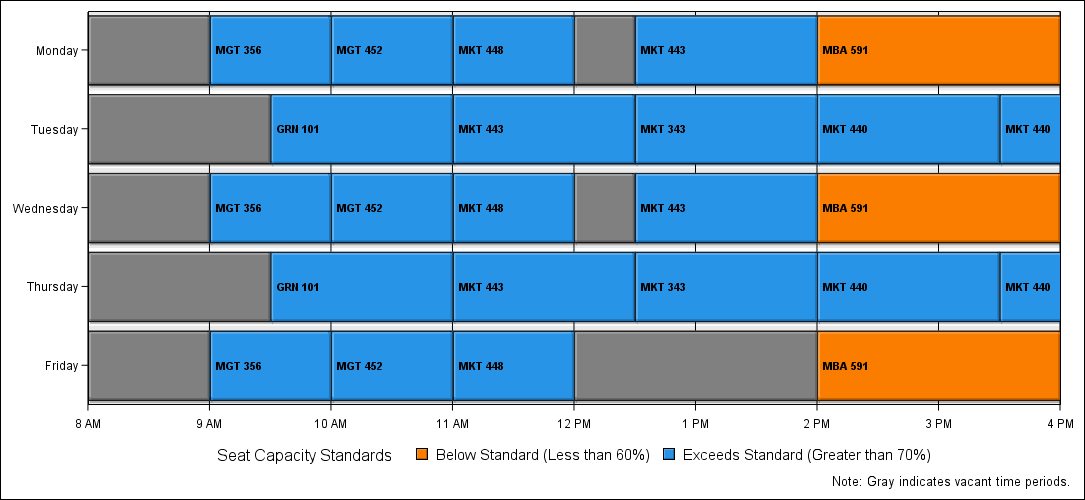 Monday MGT 356 MGT 452 MKT 448 MKT 443 MBA 591
Tuesday GRN 101 MKT 443 MKT 343 MKT 440 MKT 440
Wednesday MGT 356 MGT 452 MKT 448 MKT 443 MBA 591
Thursday GRN 101 MKT 443 MKT 343 MKT 440 MKT 440
Friday MGT 356 MGT 452 MKT 448 MBA 591
8 AM 9 AM 10 AM 11 AM 12 PM 1 PM 2 PM 3 PM 4 PM
Seat Capacity Standards Below Standard (Less than 60%) Exceeds Standard (Greater than 70%)
Note: Gray indicates vacant time periods.